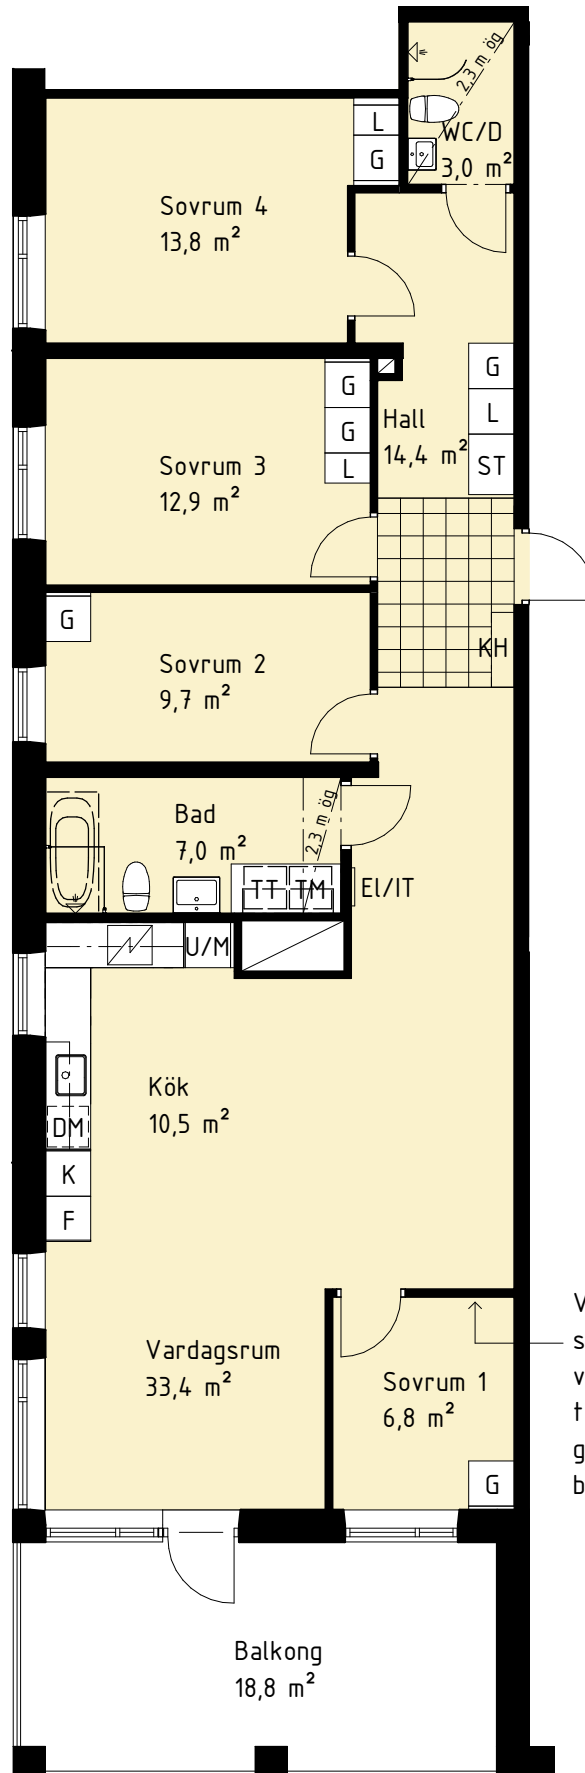 2,3 m ög
WC/D
3,0 m²
L
G
Sovrum 4
13,8 m²
G
G
L
Sovrum 3
12,9 m²
Hall
14,4 m²
G
L
ST
KH
G
Sovrum 2
9,7 m²
Bad
7,0 m²
2,3 m ög
TT
TM
El/IT
U/M
Kök
10,5 m²
DM
K
F
Vardagsrum
33,4 m²
Sovrum 1
6,8 m²
G
V
s
v
t
g
b
Balkong
18,8 m²